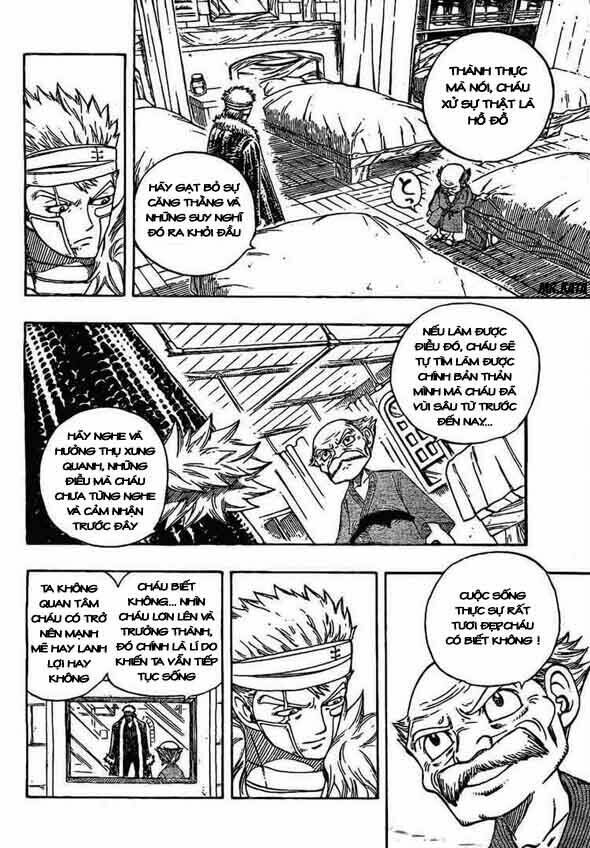 THÀNH THỰC
MÀ NÓI, CHÁU
XỬ SỰ THẬT LÀ
HỒ ĐỒ
HÃY GẠT BỎ SỰ
CĂNG THẲNG VÀ
NHỮNG SUY NGHĨ
ĐÓ RA KHỎI ĐẦU
MR.KATA
NẾU LÀM ĐƯỢC
ĐIỀU ĐÓ, CHÁU SẼ
TỰ TÌM LÀM ĐƯỢC
CHÍNH BẢN THÂN
MÌNH MÀ CHÁU ĐÃ
VÙI SÂU TỪ TRƯỚC
ĐẾN NAY...
HÃY NGHE VÀ
HƯỞNG THỤ XUNG
QUANH, NHỮNG
ĐIỀU MÀ CHÁU
CHƯA TỪNG NGHE
VÀ CẢM NHẬN
TRƯỚC ĐÂY
CUỘC SỐNG
THỰC SỰ RẤT
TƯƠI ĐẸP,CHÁU
CÓ BIẾT KHÔNG !
CHÁU BIẾT
KHÔNG... NHÌN
CHÁU LỚN LÊN VÀ
TRƯỞNG THÀNH,
ĐÓ CHÍNH LÀ LÍ DO
KHIẾN TA VẪN TIẾP
TỤC SỐNG
TA KHÔNG
QUAN TÂM
CHÁU CÓ TRỞ
NÊN MẠNH
MẼ HAY LANH
LỢI HAY
KHÔNG